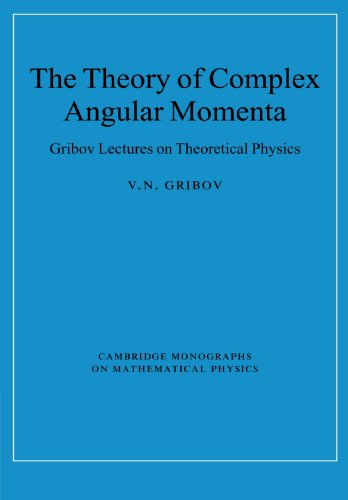 The Theory of Complex
Angular Momenta
Gribov Lectures on Theoretical Physics
V.N. GRIBOV
CAMBRIDGE MONOGRAPHS
ON MATHEMATICAL PHYSICS